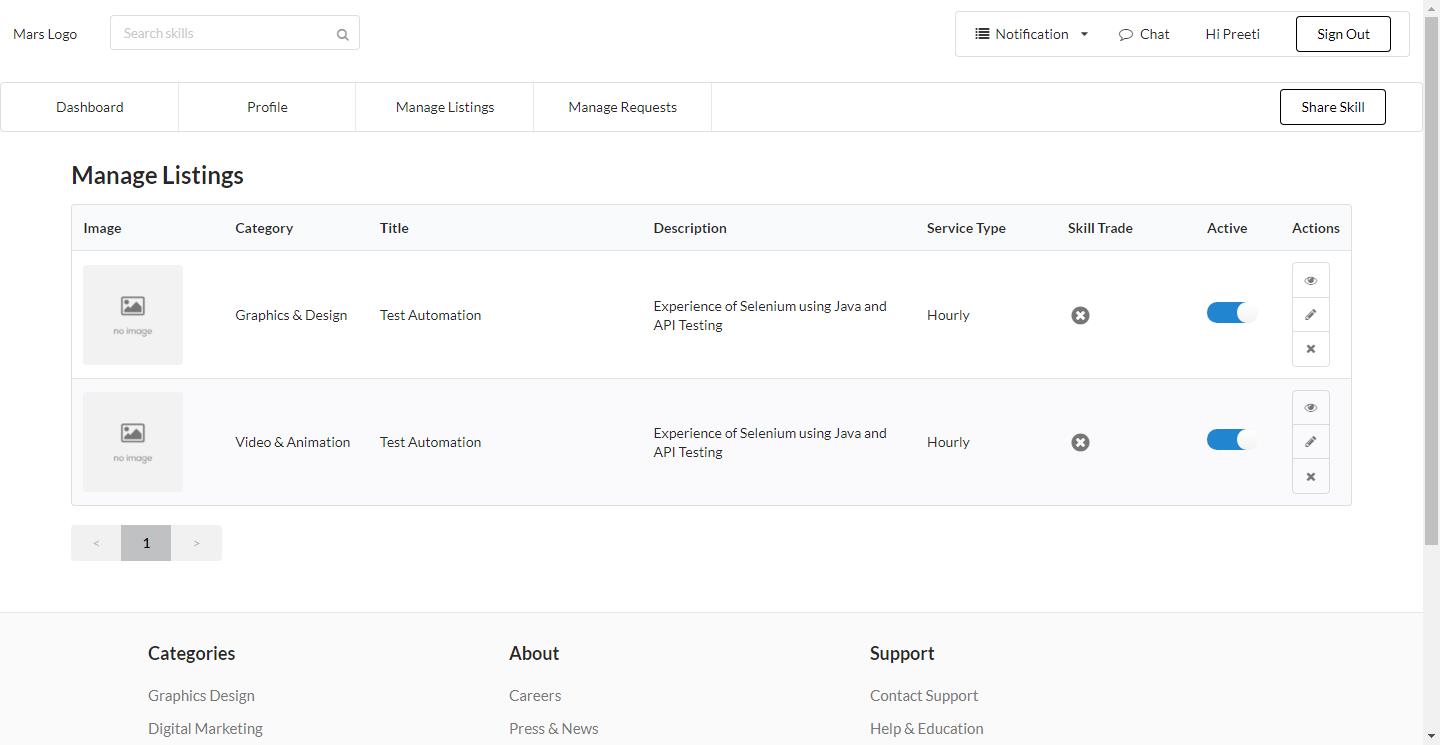 Mars Logo
Search skills
Notification
Chat
Hi Preeti
Sign Out
Dashboard
Profile
Manage Listings
Manage Requests
Share Skill
Manage Listings
Image Category Title Description Service Type Skill Trade Active Actions
no image
Graphics & Design
Test Automation
Experience of Selenium using Java and
API Testing
Hourly
no image
Video & Animation
Test Automation
Experience of Selenium using Java and
API Testing
Hourly
< 1 >
Categories
Graphics Design
Digital Marketing
About
Careers
Press & News
Support
Contact Support
Help & Education